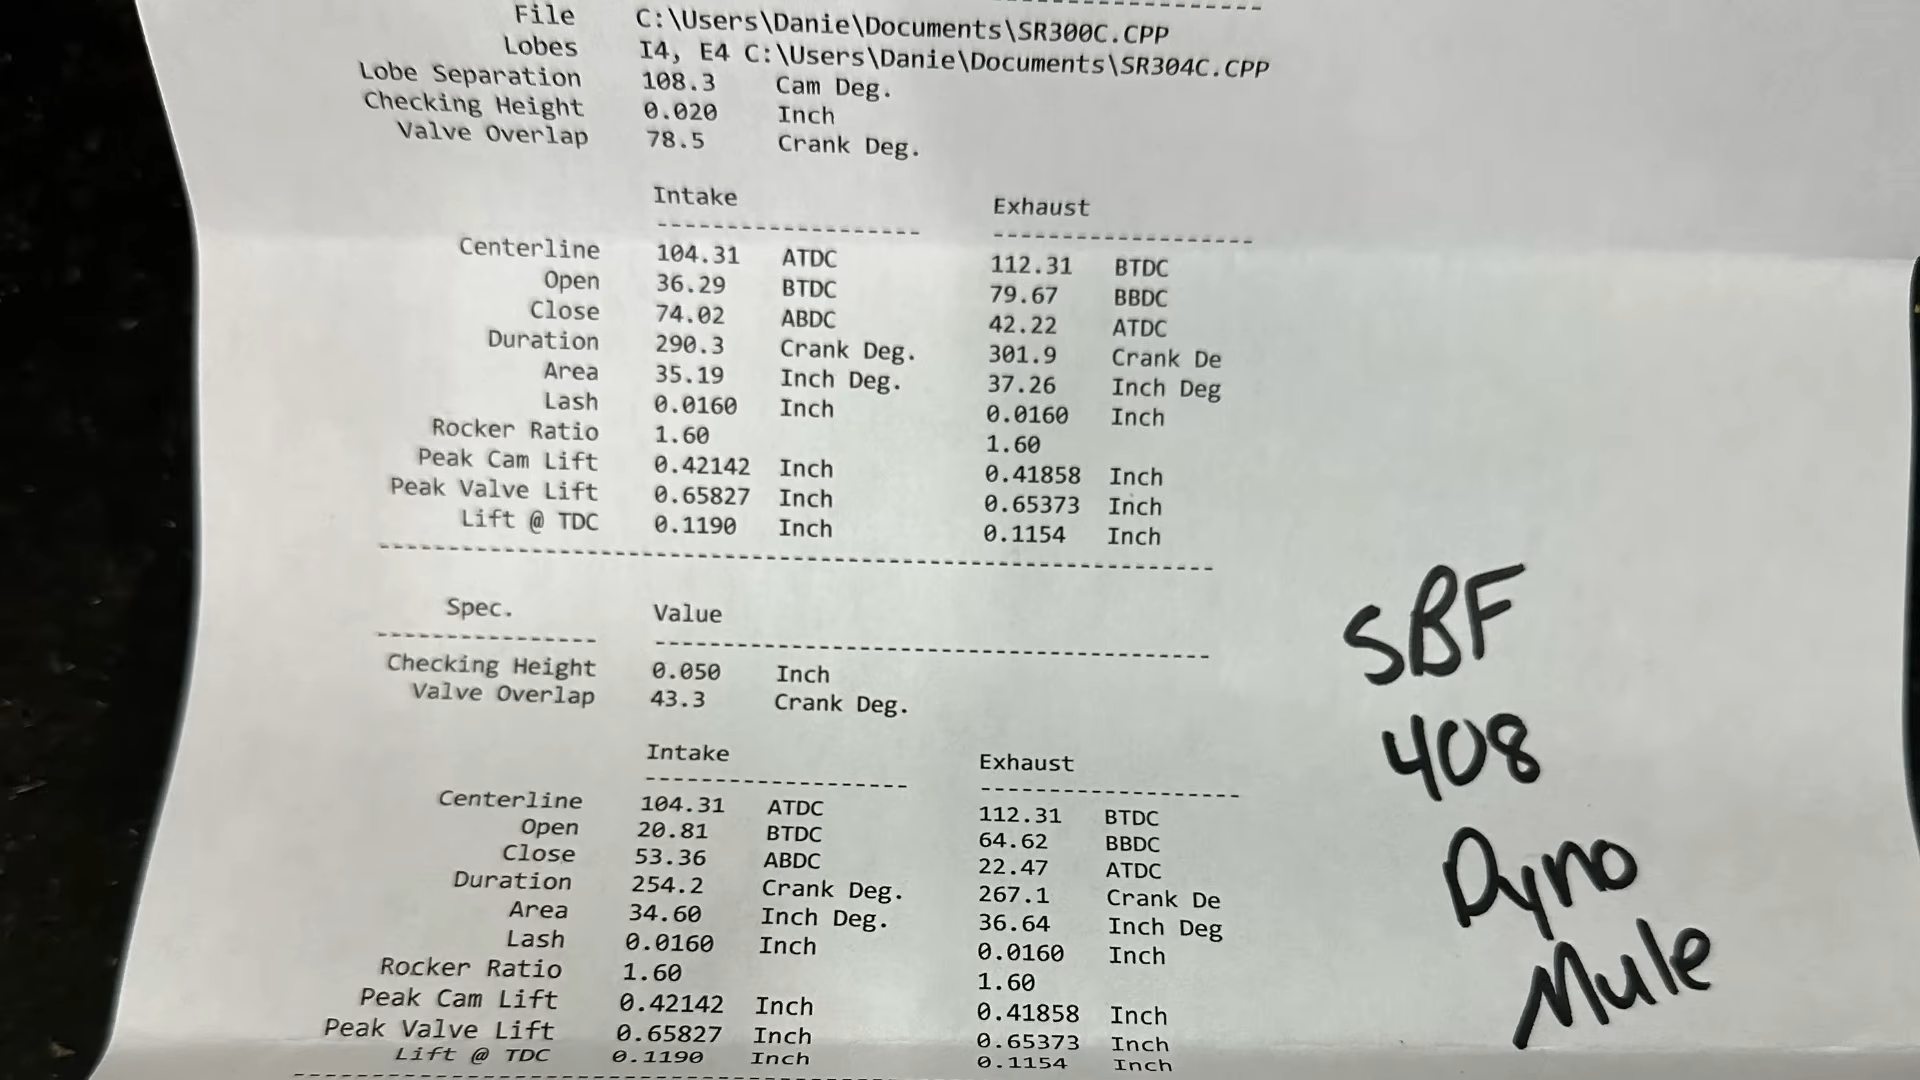 File C:\Users\Danie\Documents\SR300C.CPP
Lobes I4, E4 C:\Users\Danie\Documents\SR304C.CPP
Lobe Separation 108.3 Cam Deg.
Checking Height 0.020 Inch
Valve Overlap 78.5 Crank Deg.
Intake Exhaust
Centerline 104.31 ATDC 112.31 BTDC
Open 36.29 BTDC 79.67 BBDC
Close 74.02 ABDC 42.22 ATDC
Duration 290.3 Crank Deg. 301.9 Crank De
Area 35.19 Inch Deg. 37.26 Inch Deg
Lash 0.0160 Inch 0.0160 Inch
Rocker Ratio 1.60 1.60
Peak Cam Lift 0.42142 Inch 0.41858 Inch
Peak Valve Lift 0.65827 Inch 0.65373 Inch
Lift @ TDC 0.1190 Inch 0.1154 Inch
Spec. Value
Checking Height 0.050 Inch
Valve Overlap 43.3 Crank Deg.
Intake Exhaust
Centerline 104.31 ATDC 112.31 BTDC
Open 20.81 BTDC 64.62 BBDC
Close 53.36 ABDC 22.47 ATDC
Duration 254.2 Crank Deg. 267.1 Crank De
Area 34.60 Inch Deg. 36.64 Inch Deg
Lash 0.0160 Inch 0.0160 Inch
Rocker Ratio 1.60 1.60
Peak Cam Lift 0.42142 Inch 0.41858 Inch
Peak Valve Lift 0.65827 Inch 0.65373 Inch
Lift @ TDC 0.1190 Inch 0.1154 Inch
SBF
408
Dyno
Mule